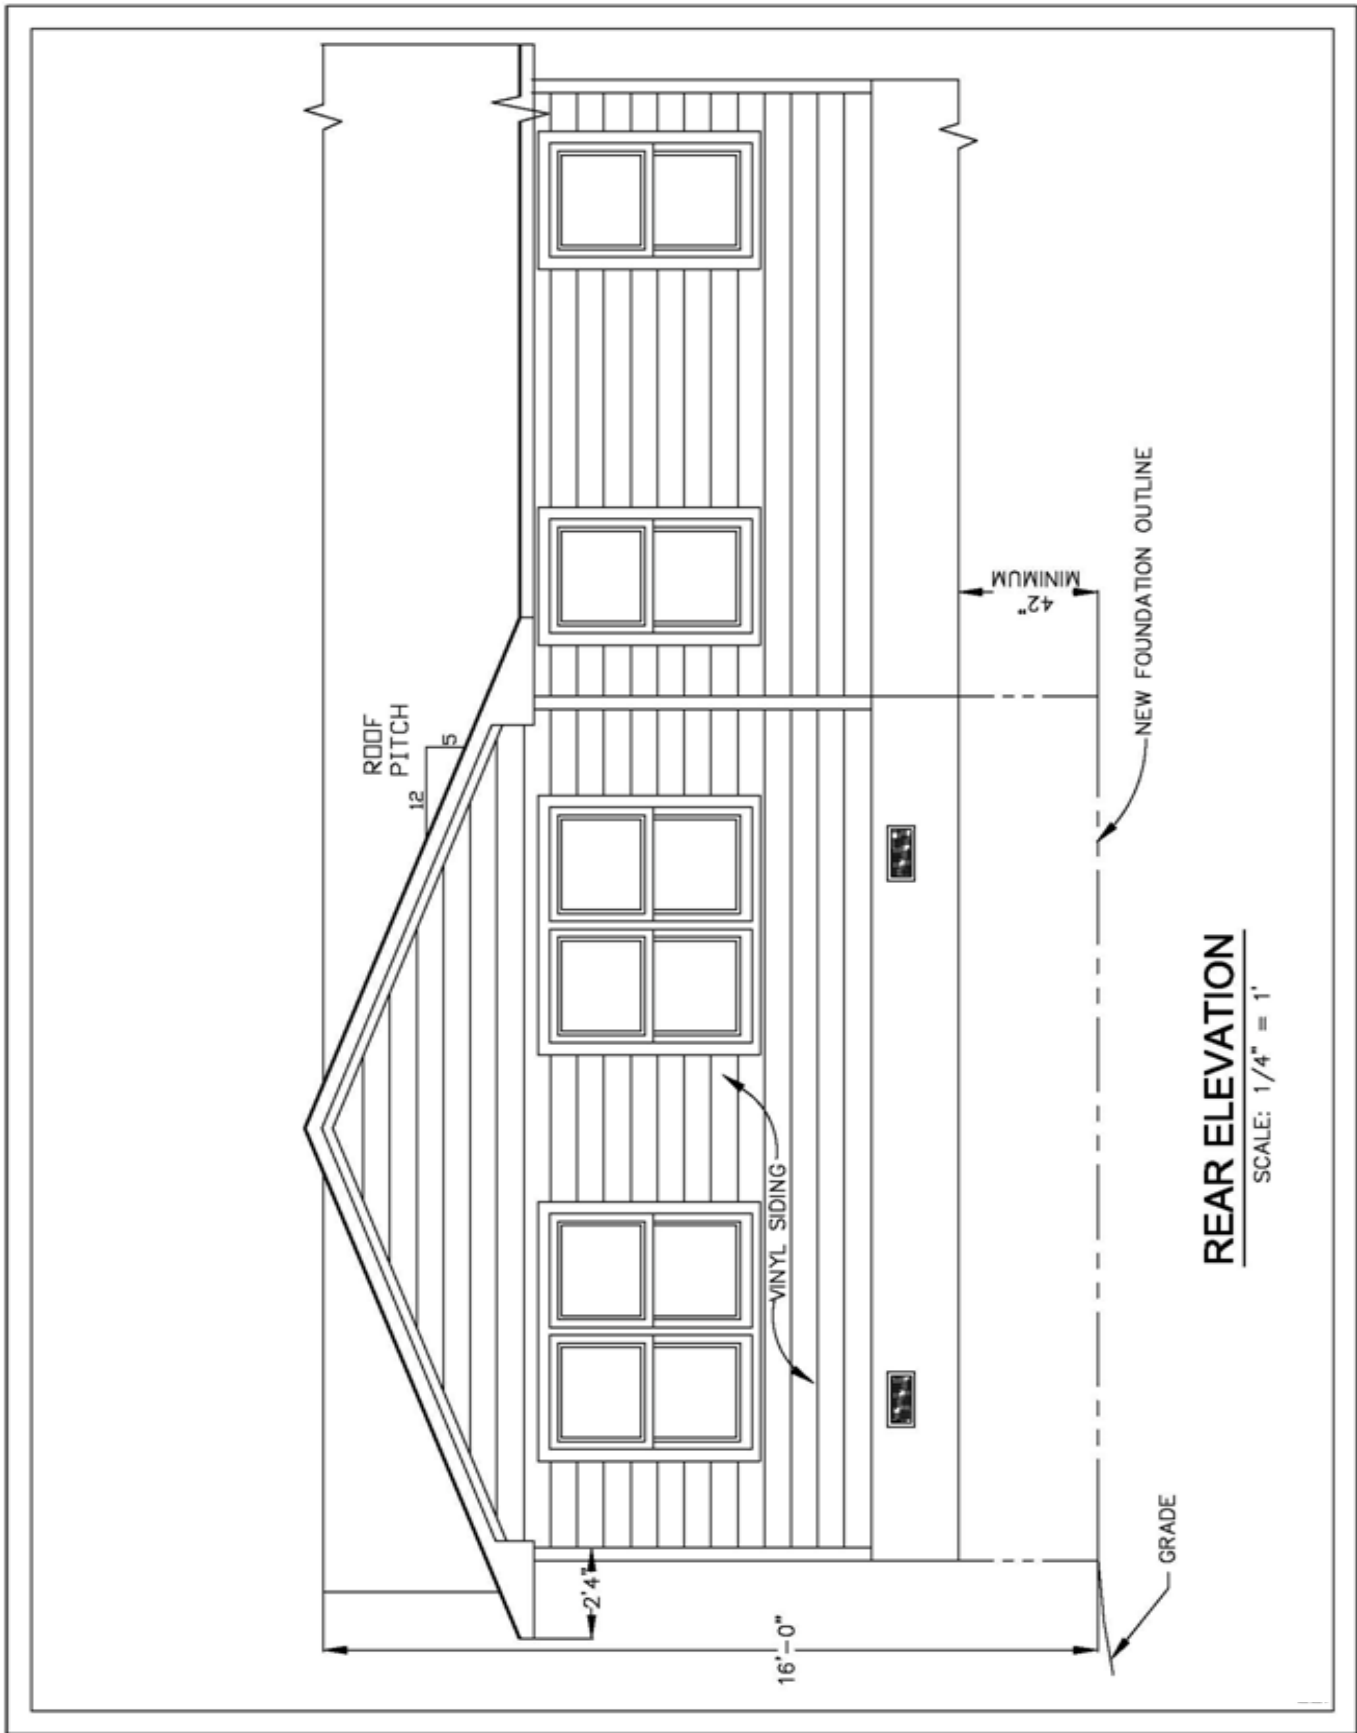 ROOF
PITCH
12
5
VINYL SIDING
2'4"
16'-0"
42"
MINIMUM
NEW FOUNDATION OUTLINE
GRADE
REAR ELEVATION
SCALE: 1/4" = 1'